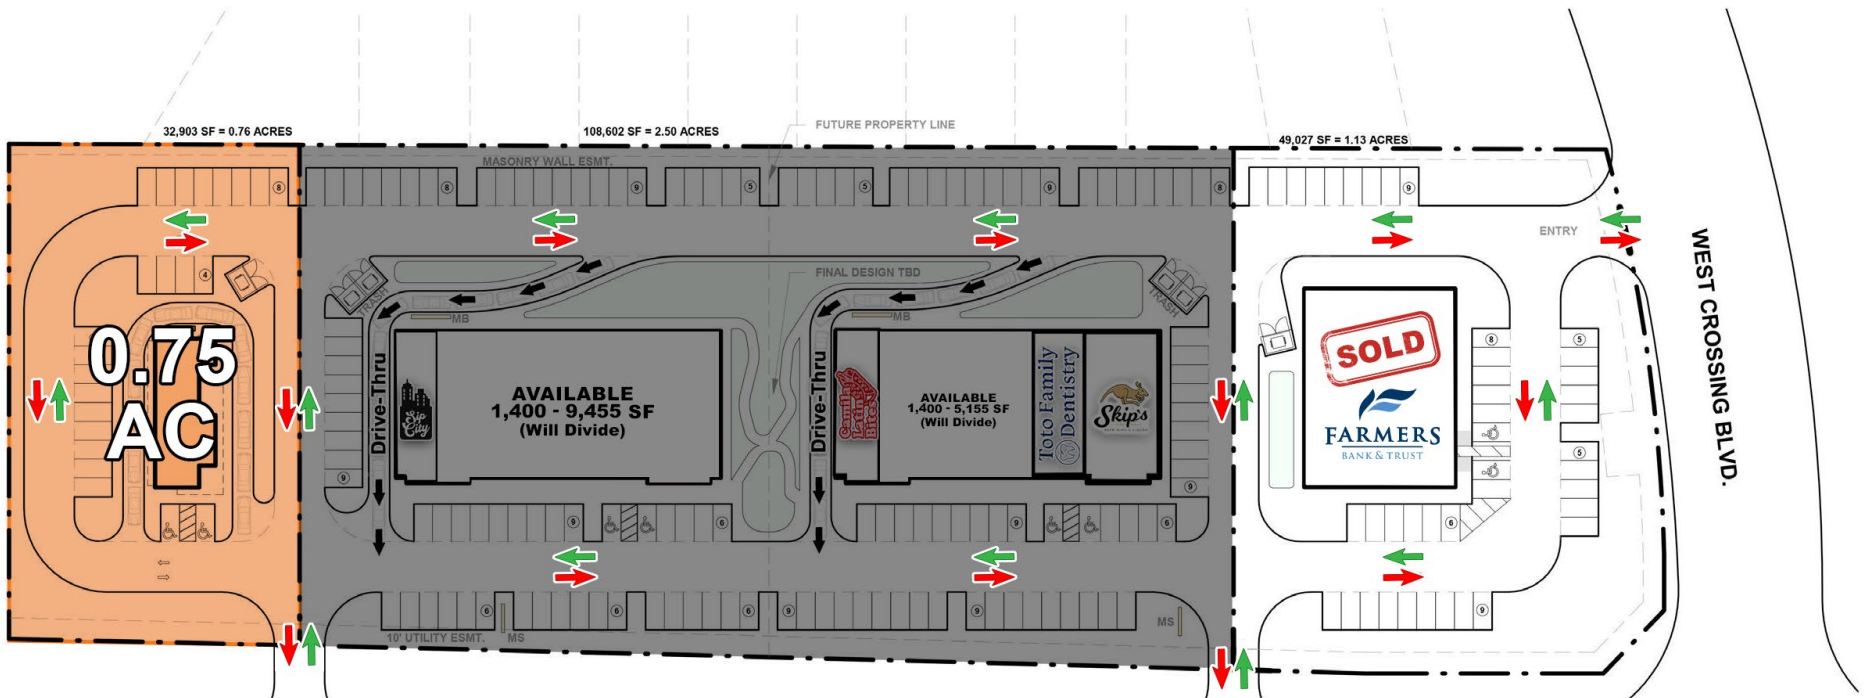 32,903 SF = 0.76 ACRES
108,602 SF = 2.50 ACRES
FUTURE PROPERTY LINE
49,027 SF = 1.13 ACRES
MASONRY WALL ESMT.
8
8
9
5
5
9
8
9
ENTRY
4
TRASH
FINAL DESIGN TBD
TRASH
MB
MB
0.75
AC
Drive-Thru
Sip
City
AVAILABLE
1,400 - 9,455 SF
(Will Divide)
Drive-Thru
Camila's
Latin
Bites
AVAILABLE
1,400 - 5,155 SF
(Will Divide)
Toto Family
Dentistry
Skip's
SOLD
FARMERS
BANK & TRUST
8
5
5
WEST CROSSING BLVD.
9
9
9
6
9
6
6
6
6
6
9
9
9
10' UTILITY ESMT.
MS
MS